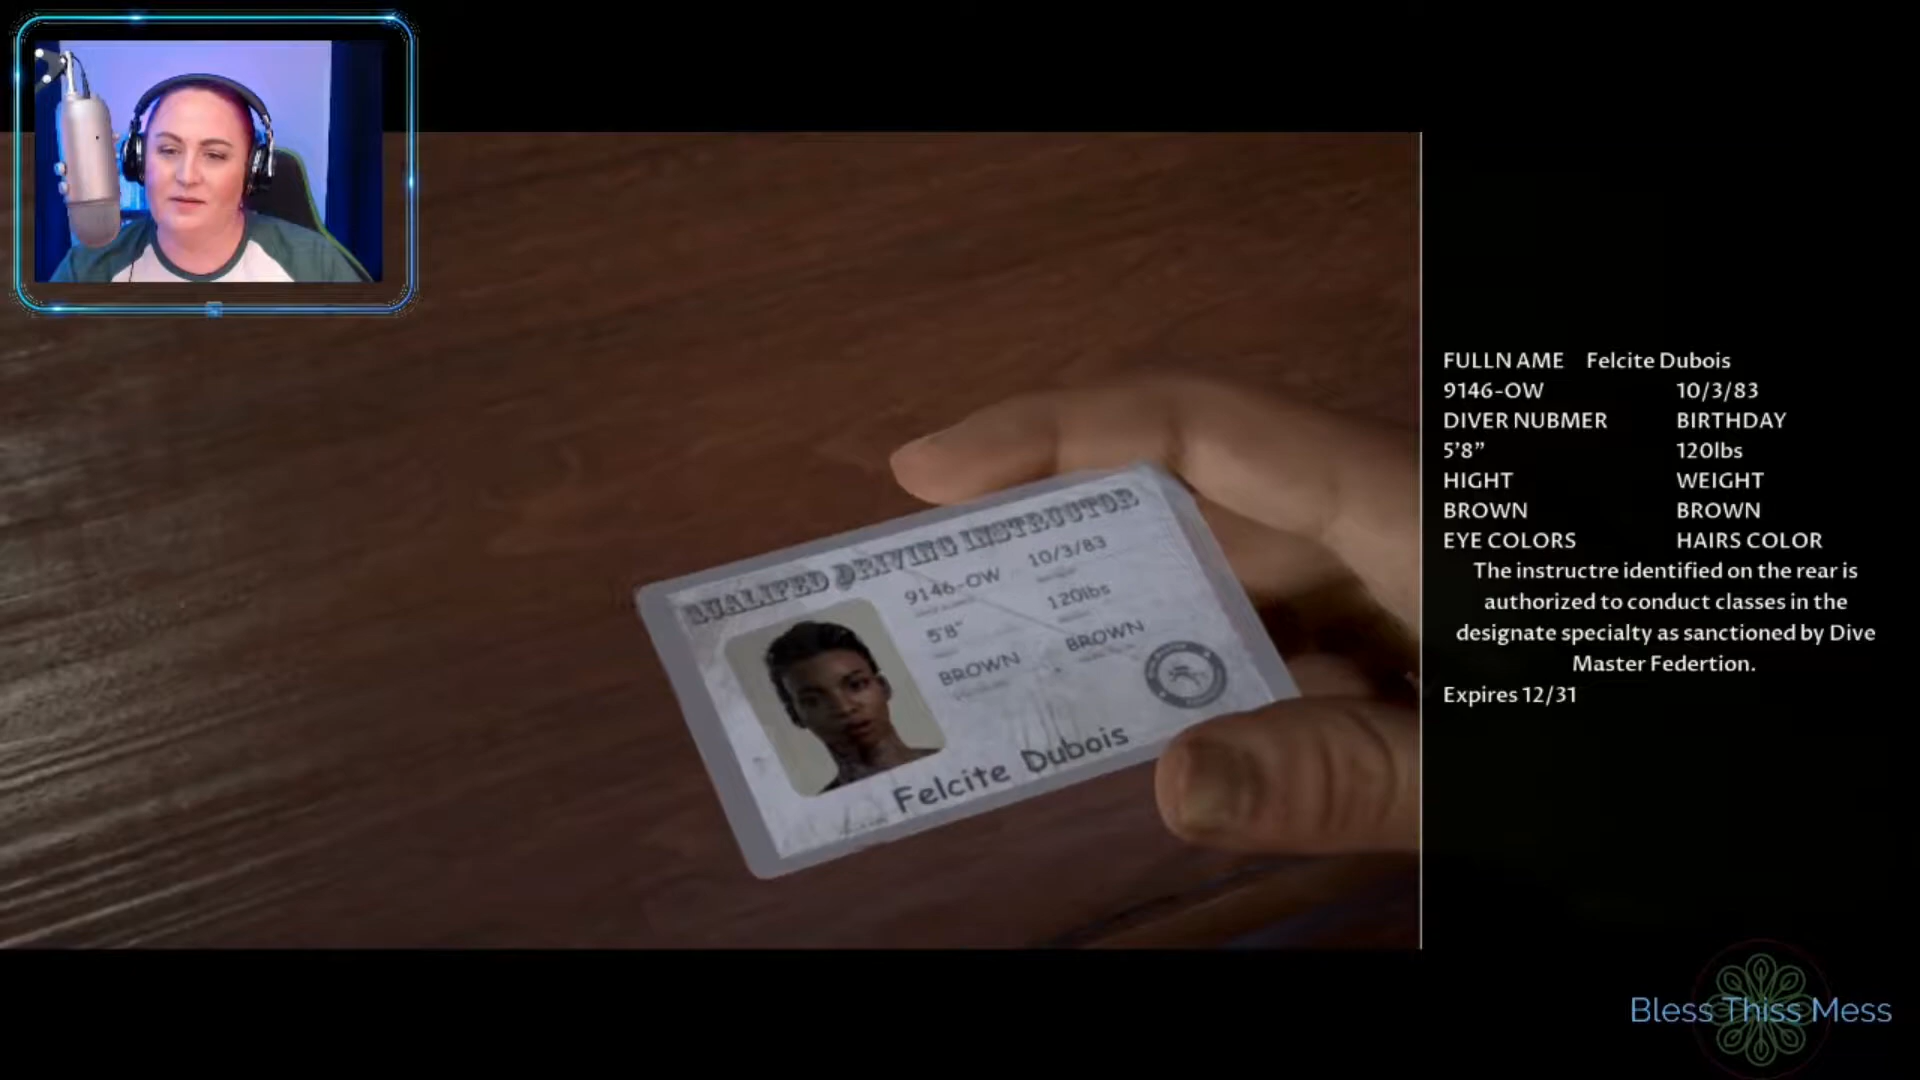 QUALIFED DRIVING INSTRUCTOR
9146-OW 10/3/83
5'8" 120lbs
BROWN BROWN
Felcite Dubois
FULLN AME Felcite Dubois
9146-OW 10/3/83
DIVER NUBMER BIRTHDAY
5'8” 120lbs
HIGHT WEIGHT
BROWN BROWN
EYE COLORS HAIRS COLOR
The instructre identified on the rear is
authorized to conduct classes in the
designate specialty as sanctioned by Dive
Master Federtion.
Expires 12/31
Bless Thiss Mess